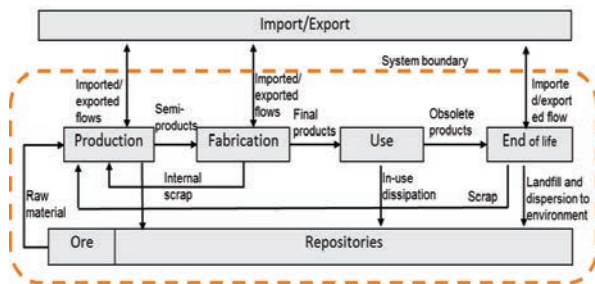 Import/Export
System boundary
Imported/
exported
flows
Semi-
products
Imported/
exported
flows
Final
products
Obsolete
products
Importe
d/export
ed flow
Production
Fabrication
Use
End of life
Internal
scrap
In-use
dissipation
Scrap
Landfill and
dispersion to
environment
Raw
material
Ore
Repositories